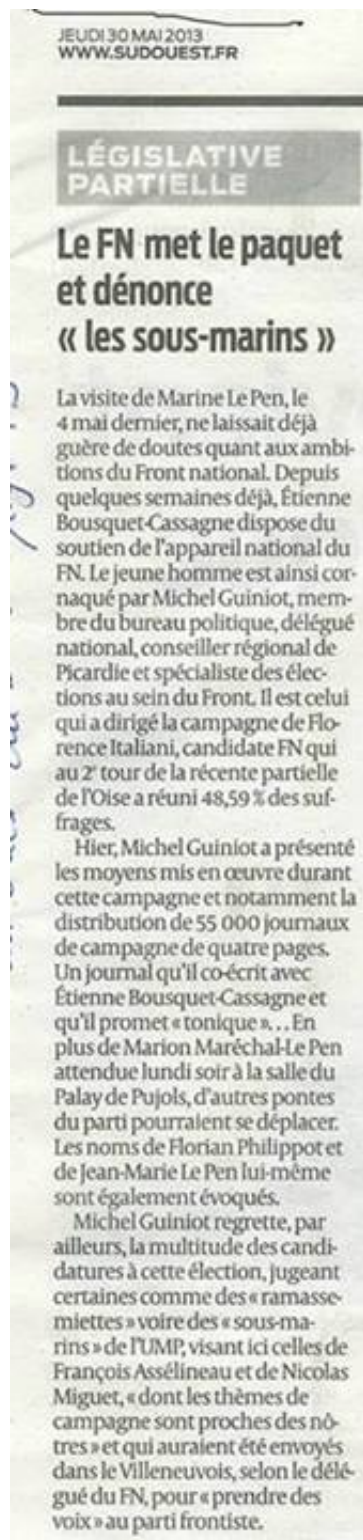 JEUDI 30 MAI 2013
WWW.SUDOUEST.FR
LÉGISLATIVE
PARTIELLE
Le FN met le paquet
et dénonce
« les sous-marins »
La visite de Marine Le Pen, le
4 mai dernier, ne laissait déjà
guère de doutes quant aux ambi-
tions du Front national. Depuis
quelques semaines déjà, Étienne
Bousquet-Cassagne dispose du
soutien de l'appareil national du
FN. Le jeune homme est ainsi cor-
naqué par Michel Guiniot, mem-
bre du bureau politique, délégué
national, conseiller régional de
Picardie et spécialiste des élec-
tions au sein du Front. Il est celui
qui a dirigé la campagne de Flo-
rence Italiani, candidate FN qui
au 2e tour de la récente partielle
de l'Oise a réuni 48,59 % des suf-
frages.
Hier, Michel Guiniot a présenté
les moyens mis en œuvre durant
cette campagne et notamment la
distribution de 55 000 journaux
de campagne de quatre pages.
Un journal qu'il co-écrit avec
Étienne Bousquet-Cassagne et
qu'il promet « tonique »... En
plus de Marion Maréchal-Le Pen
attendue lundi soir à la salle du
Palay de Pujols, d'autres pontes
du parti pourraient se déplacer.
Les noms de Florian Philippot et
de Jean-Marie Le Pen lui-même
sont également évoqués.
Michel Guiniot regrette, par
ailleurs, la multitude des candi-
datures à cette élection, jugeant
certaines comme des « ramasse-
miettes » voire des « sous-ma-
rins » de l'UMP, visant ici celles de
François Assélineau et de Nicolas
Miguet, « dont les thèmes de
campagne sont proches des nô-
tres » et qui auraient été envoyés
dans le Villeneuvois, selon le délé-
gué du FN, pour « prendre des
voix » au parti frontiste.